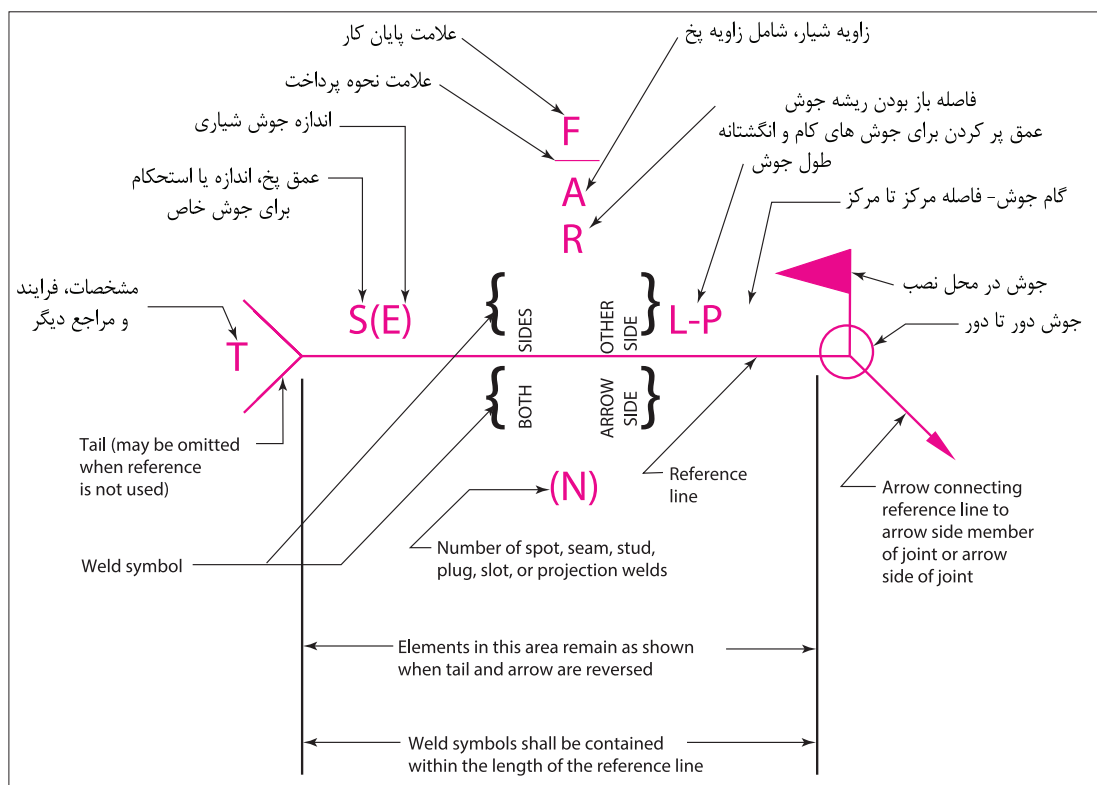 علامت پایان کار
زاویه شیار، شامل زاویه پخ
علامت نحوه پرداخت
فاصله باز بودن ریشه جوش
عمق پر کردن برای جوش های کام و انگشتانه
طول جوش
اندازه جوش شیاری
عمق پخ، اندازه یا استحکام
برای جوش خاص
گام جوش- فاصله مرکز تا مرکز
مشخصات، فرایند
و مراجع دیگر
جوش در محل نصب
جوش دور تا دور
F
A
R
S(E)
L-P
T
{
}
SIDES
OTHER
SIDE
{
}
BOTH
ARROW
SIDE
(N)
Tail (may be omitted
when reference
is not used)
Reference
line
Arrow connecting
reference line to
arrow side member
of joint or arrow
side of joint
Weld symbol
Number of spot, seam, stud,
plug, slot, or projection welds
Elements in this area remain as shown
when tail and arrow are reversed
Weld symbols shall be contained
within the length of the reference line